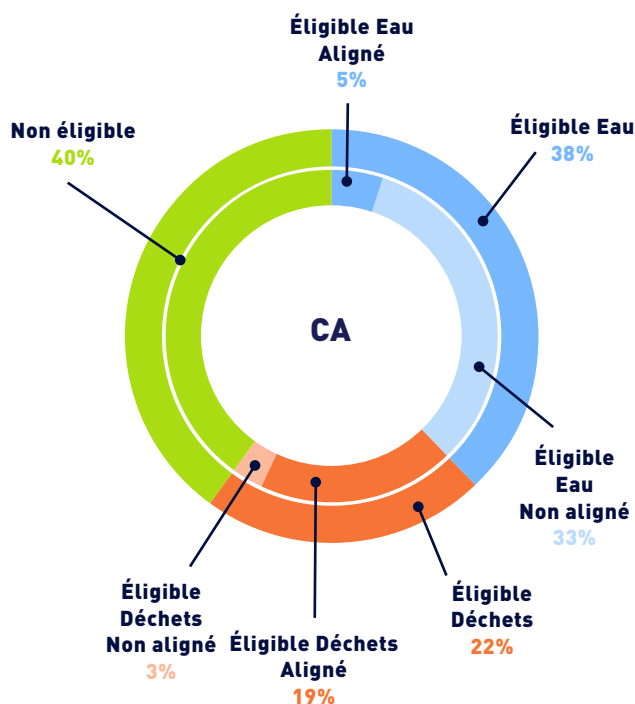 Éligible Eau
Aligné
5%
Éligible Eau
38%
Non éligible
40%
CA
Éligible
Eau
Non aligné
33%
Éligible
Déchets
22%
Éligible Déchets
Aligné
19%
Éligible
Déchets
Non aligné
3%